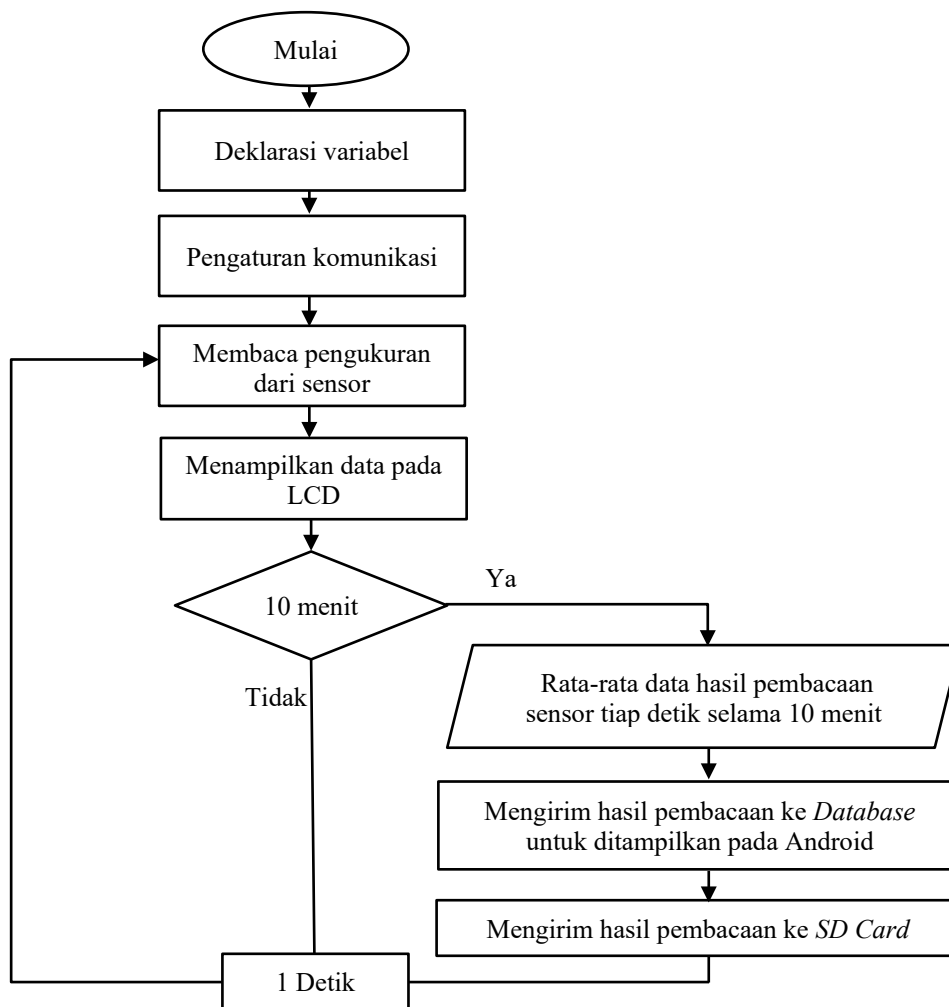 Mulai
Deklarasi variabel
Pengaturan komunikasi
Membaca pengukuran
dari sensor
Menampilkan data pada
LCD
10 menit
Ya
Tidak
Rata-rata data hasil pembacaan
sensor tiap detik selama 10 menit
Mengirim hasil pembacaan ke Database
untuk ditampilkan pada Android
Mengirim hasil pembacaan ke SD Card
1 Detik